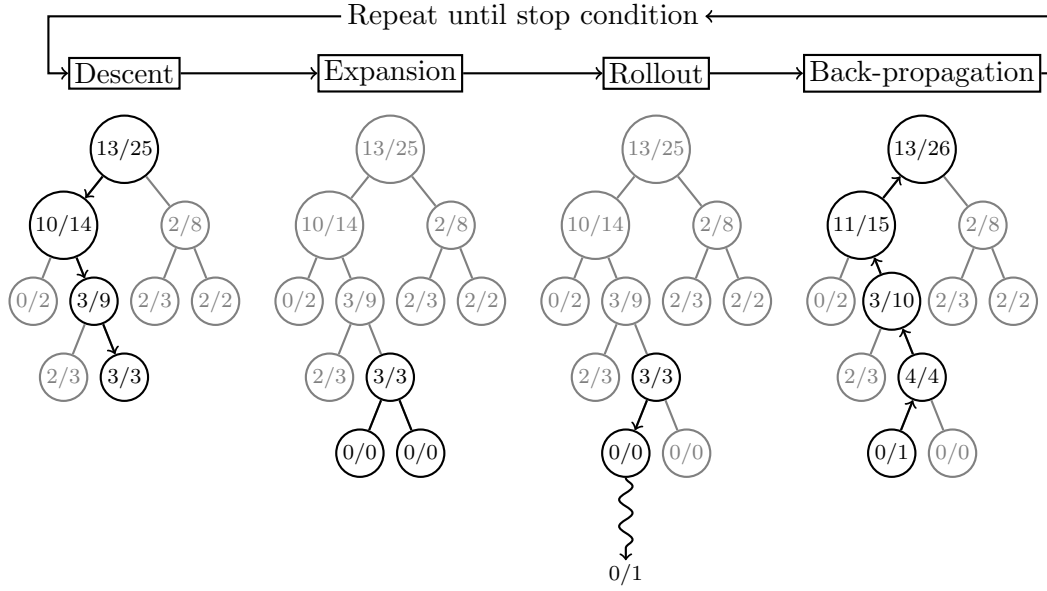 Repeat until stop condition
Descent Expansion Rollout Back-propagation
13/25 13/25 13/25 13/26
10/14 2/8 10/14 2/8 10/14 2/8 11/15 2/8
0/2 3/9 2/3 2/2 0/2 3/9 2/3 2/2 0/2 3/9 2/3 2/2 0/2 3/10 2/3 2/2
2/3 3/3 2/3 3/3 2/3 3/3 2/3 4/4
0/0 0/0 0/0 0/0 0/1 0/0
0/1